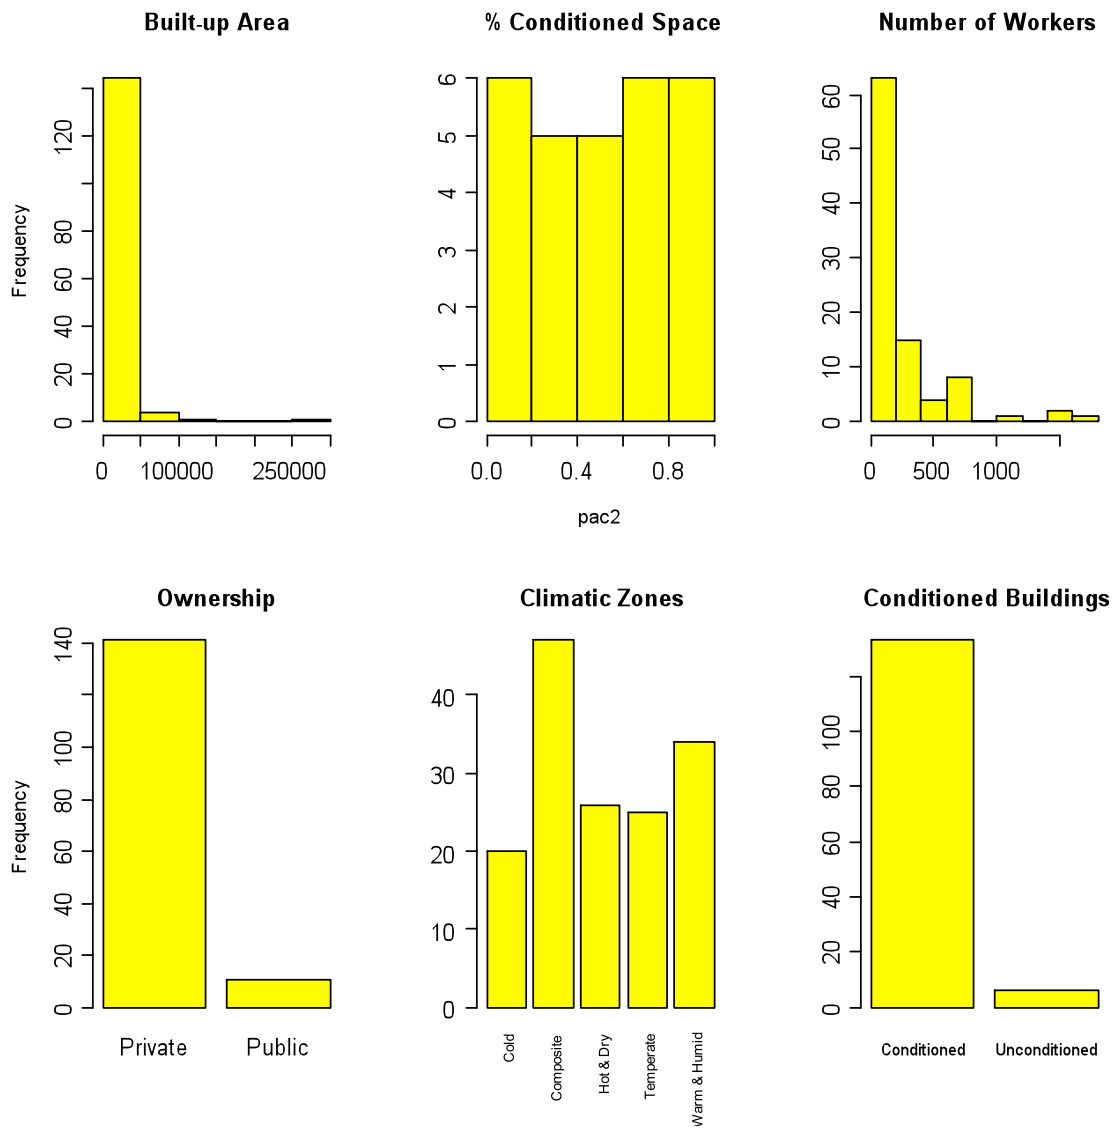 Built-up Area
Frequency
0 20 40 60 80 120
0 100000 250000
% Conditioned Space
0 1 2 3 4 5 6
0.0 0.4 0.8
pac2
Number of Workers
0 10 20 30 40 50 60
0 500 1000
Ownership
Frequency
0 20 40 60 80 100 140
Private Public
Climatic Zones
0 10 20 30 40
Cold
Composite
Hot & Dry
Temperate
Warm & Humid
Conditioned Buildings
0 20 40 60 80 100
Conditioned Unconditioned